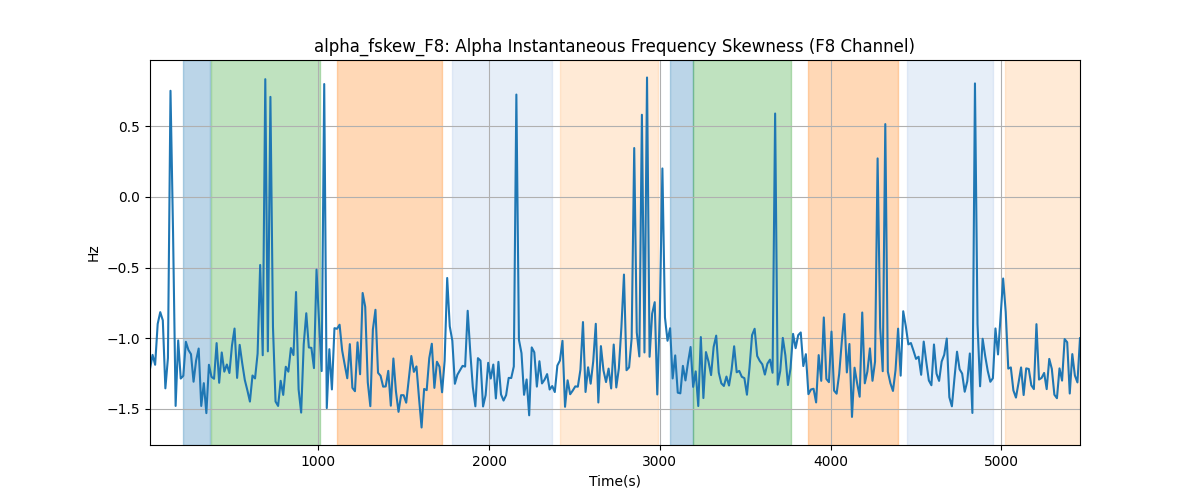 alpha_fskew_F8: Alpha Instantaneous Frequency Skewness (F8 Channel)
0.5
0.0
−0.5
−1.0
−1.5
Hz
1000 2000 3000 4000 5000
Time(s)